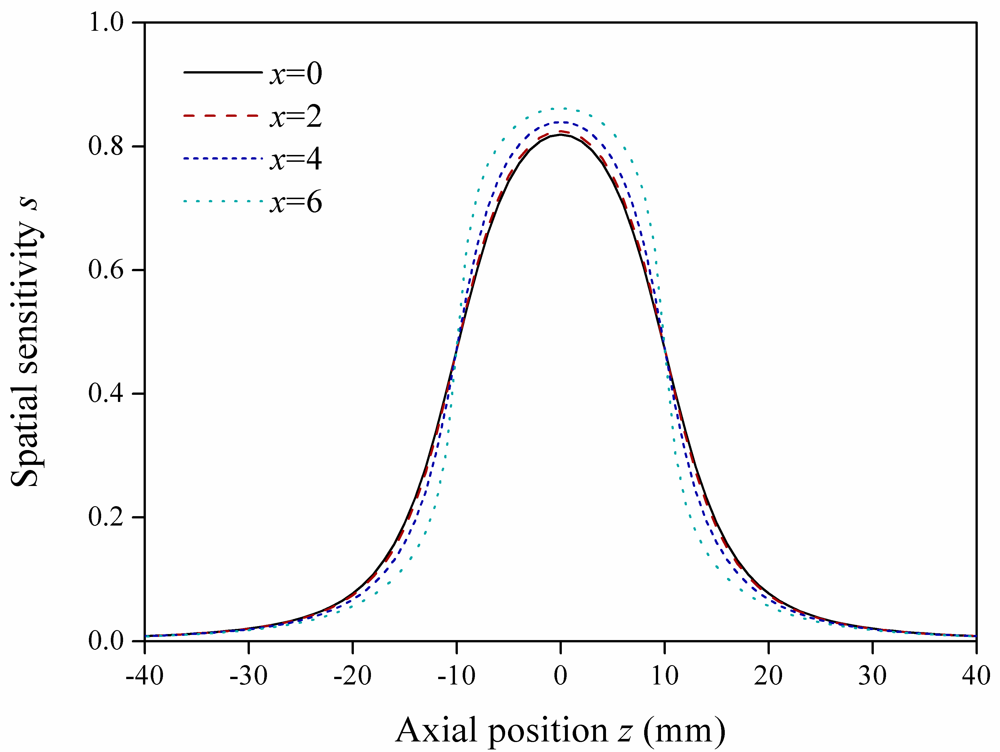 1.0
0.8
0.6
0.4
0.2
0.0
x=0
x=2
x=4
x=6
Spatial sensitivity s
-40 -30 -20 -10 0 10 20 30 40
Axial position z (mm)